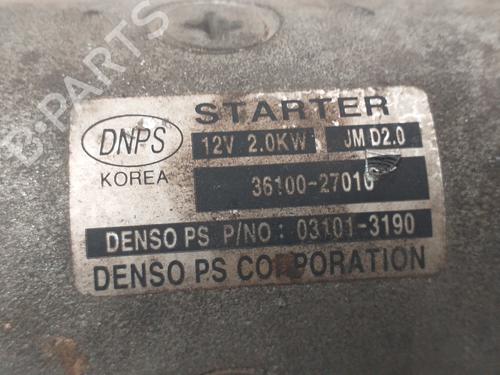 B-PARTS
STARTER
DNPS
12V 2.0KW JM D2.0
KOREA
36100-27010
DENSO PS P/NO: 03101-3190
DENSO PS CORPORATION